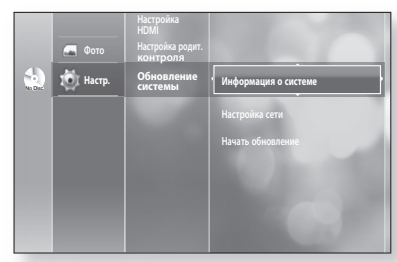 Настройка
HDMI
Фото
Настройка родит.
контроля
No Disc
Настр.
Обновление
системы
Информация о системе
Настройка сети
Начать обновление